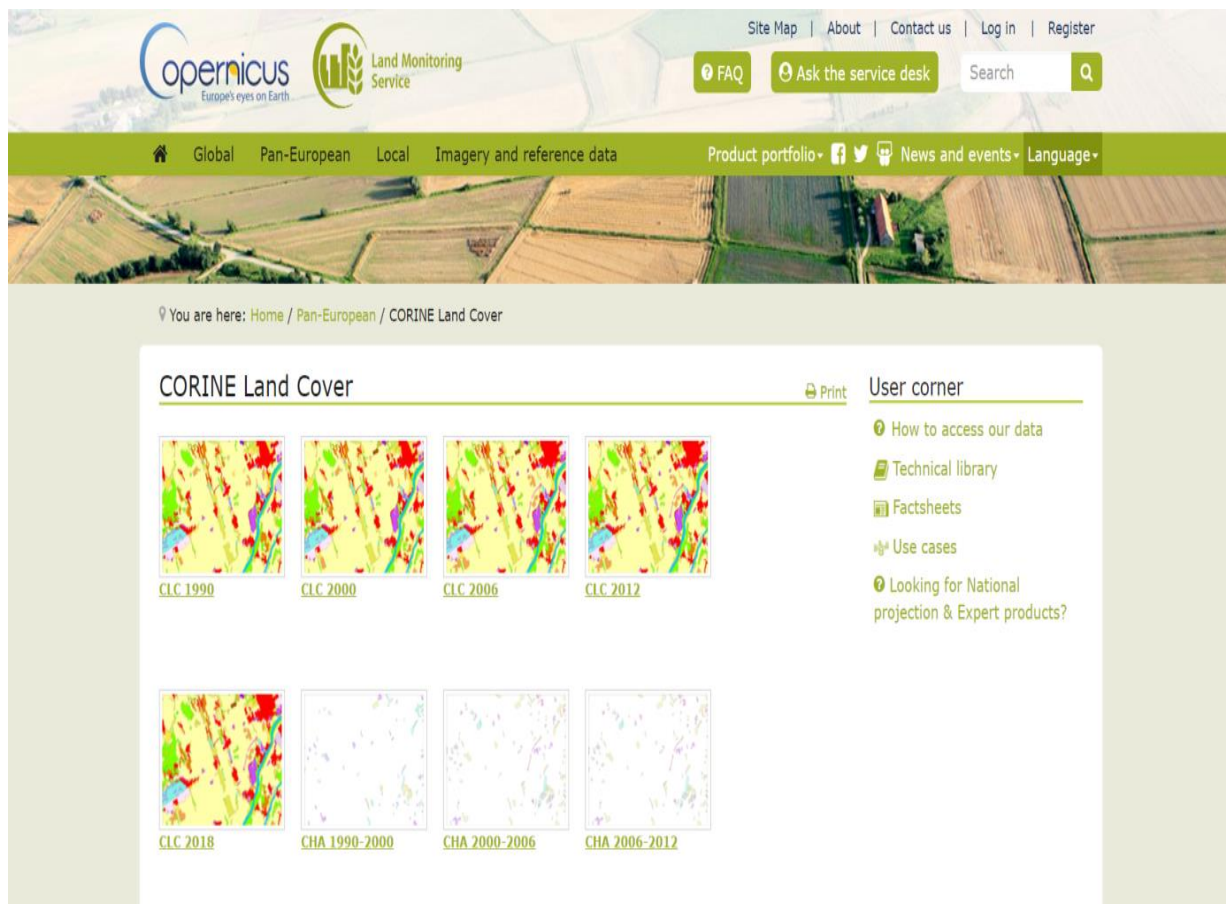 Site Map | About | Contact us | Log in | Register
Copernicus
Europe's eyes on Earth
Land Monitoring
Service
FAQ
Ask the service desk
Search
Global Pan-European Local Imagery and reference data Product portfolio News and events Language
You are here: Home / Pan-European / CORINE Land Cover
CORINE Land Cover
Print
CLC 1990 CLC 2000 CLC 2006 CLC 2012
CLC 2018 CHA 1990-2000 CHA 2000-2006 CHA 2006-2012
User corner
How to access our data
Technical library
Factsheets
Use cases
Looking for National
projection & Expert products?